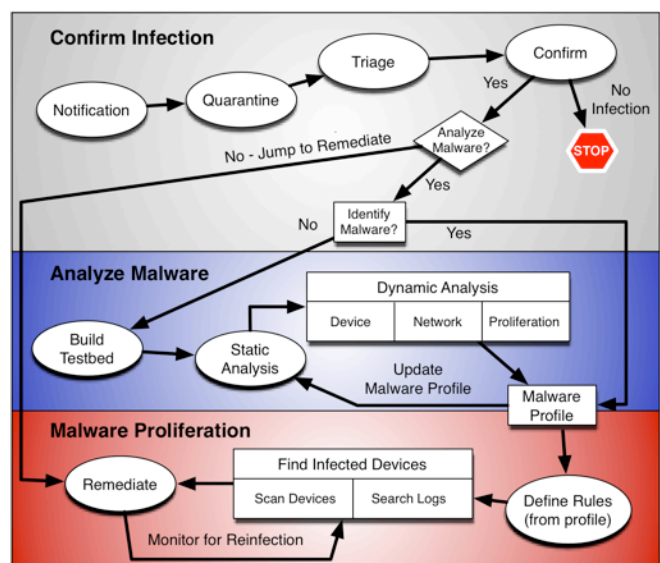 Confirm Infection
Notification
Quarantine
Triage
Confirm
Yes
No
Infection
STOP
Analyze
Malware?
No - Jump to Remediate
Yes
Identify
Malware?
No
Yes
Analyze Malware
Build
Testbed
Static
Analysis
Dynamic Analysis
Device
Network
Proliferation
Update
Malware Profile
Malware
Profile
Malware Proliferation
Remediate
Find Infected Devices
Scan Devices
Search Logs
Define Rules
(from profile)
Monitor for Reinfection